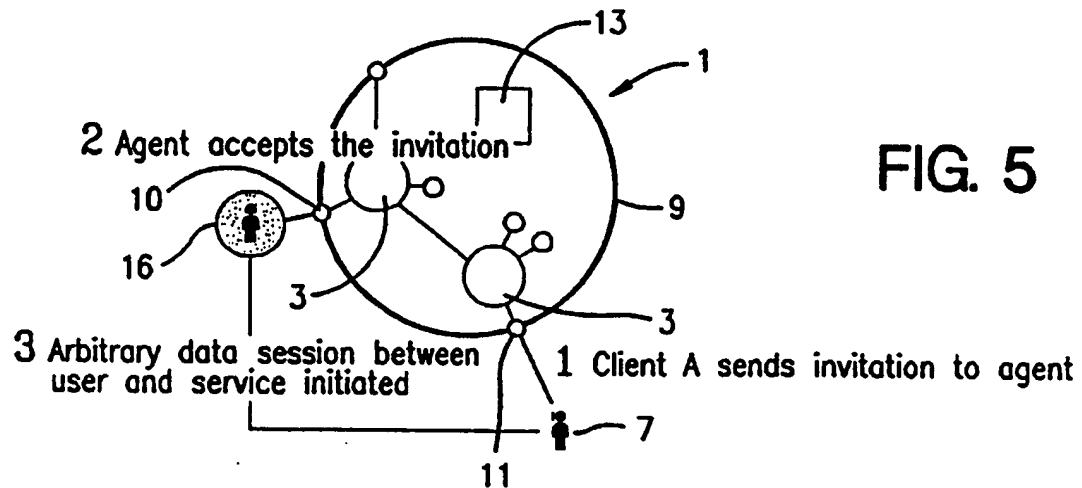 13
1
2 Agent accepts the invitation
FIG. 5
10
9
16
3
3
3 Arbitrary data session between
user and service initiated
1 Client A sends invitation to agent
7
11